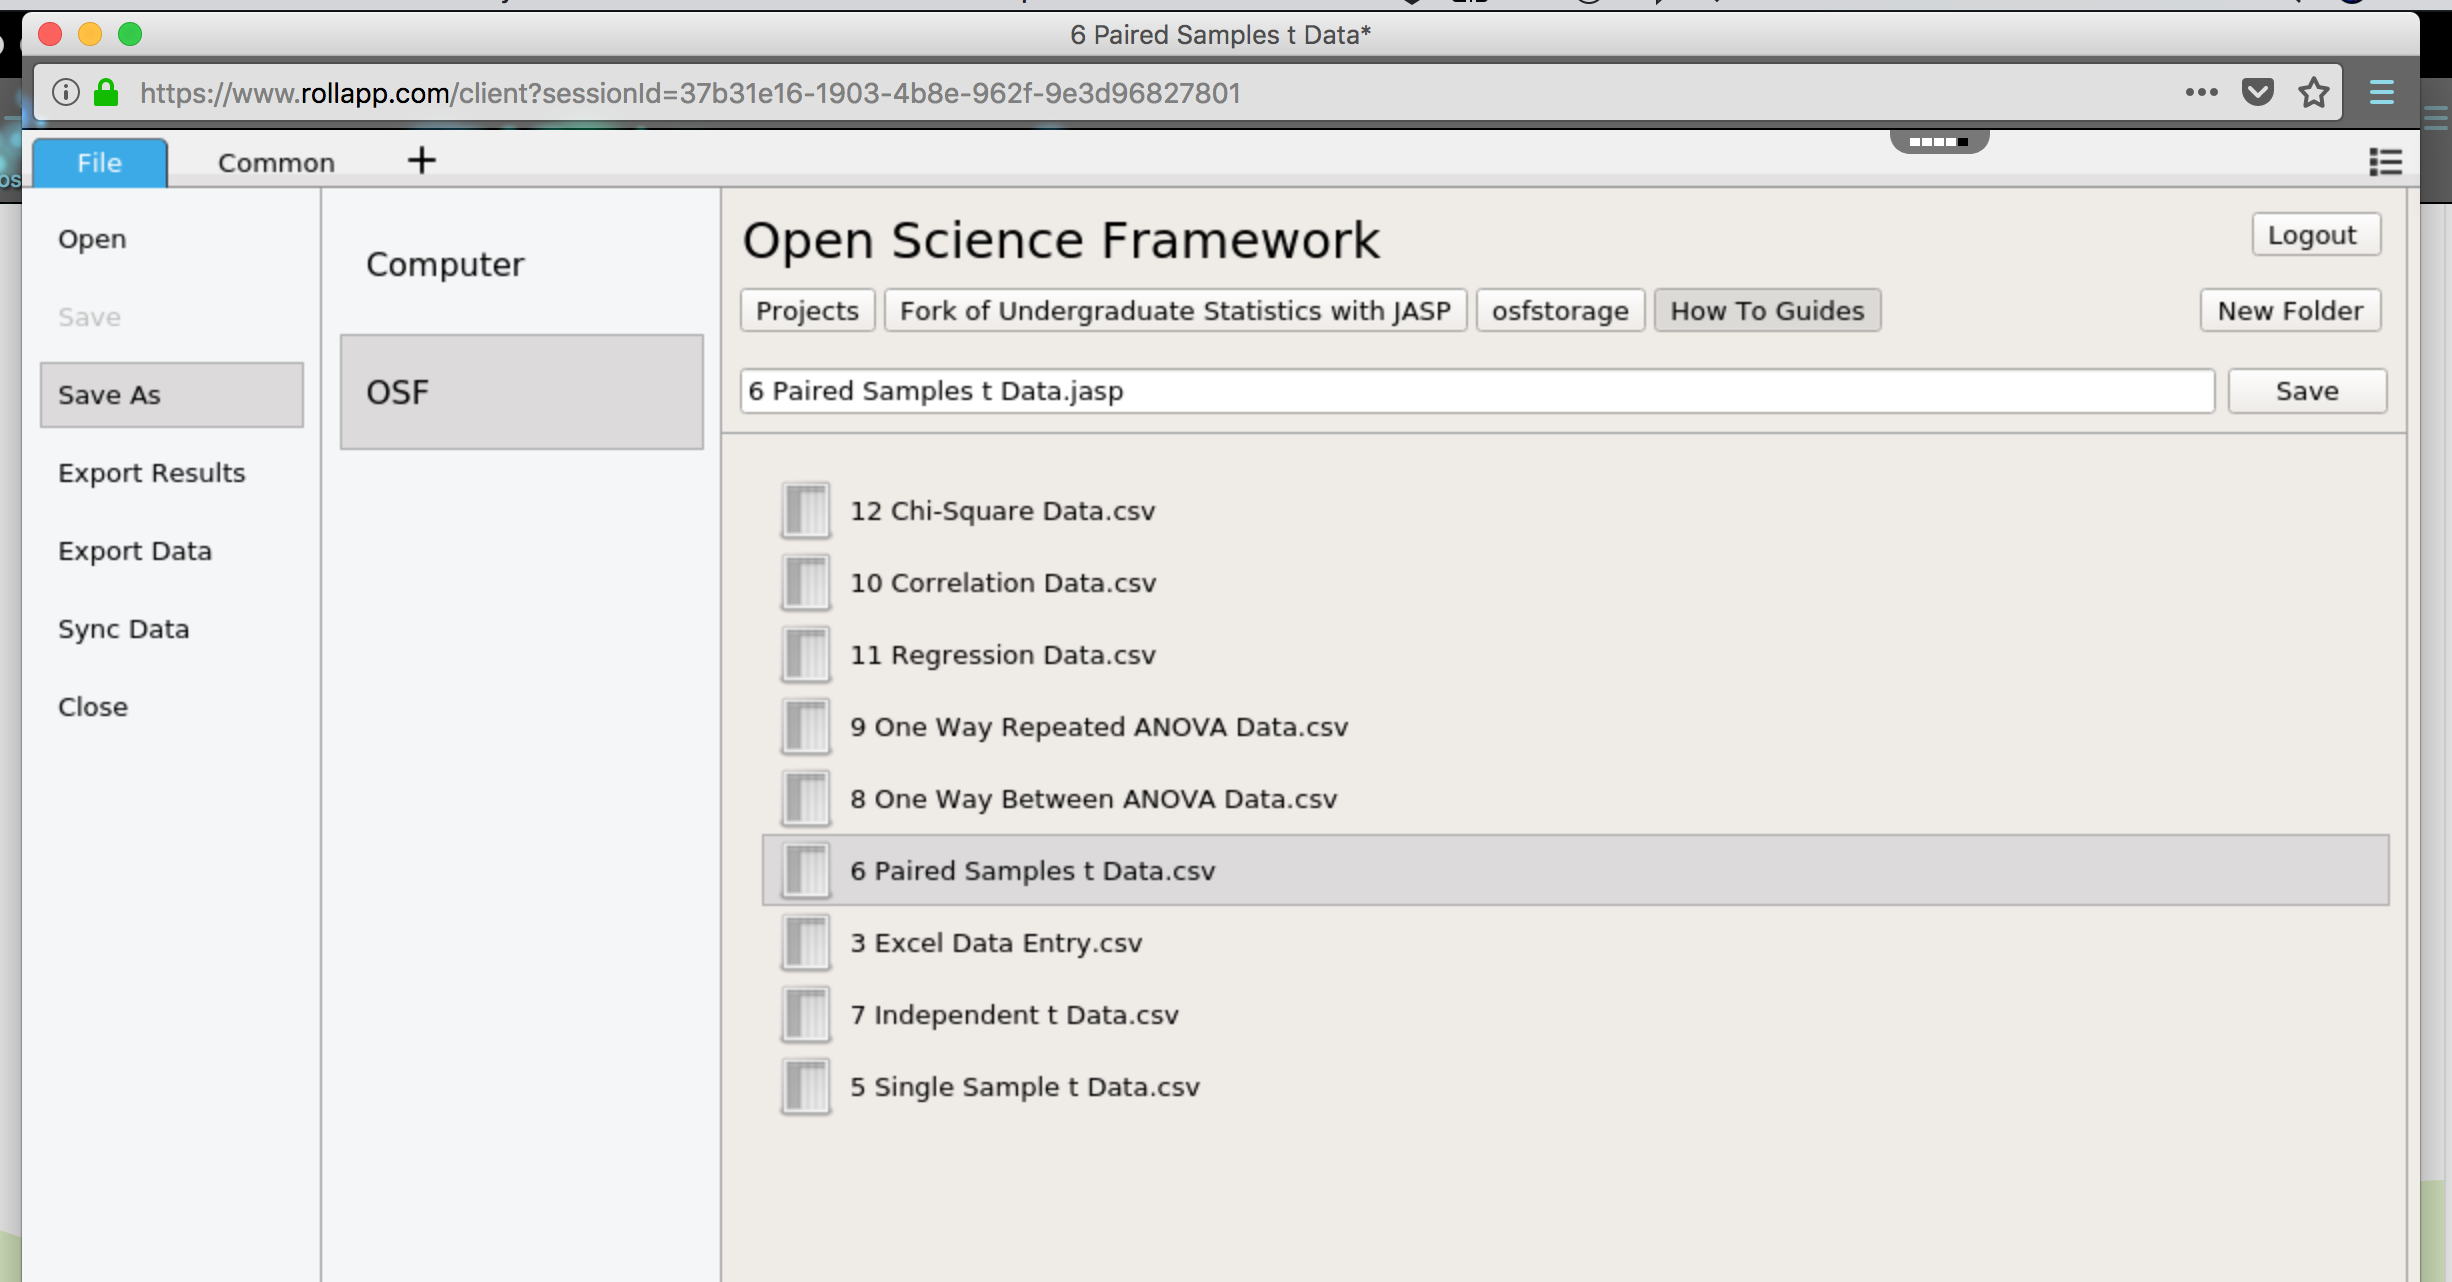 6 Paired Samples t Data*
https://www.rollapp.com/client?sessionId=37b31e16-1903-4b8e-962f-9e3d96827801
File Common +
Open
Save
Save As
Export Results
Export Data
Sync Data
Close
Computer
OSF
Open Science Framework
Logout
Projects Fork of Undergraduate Statistics with JASP osfstorage How To Guides New Folder
6 Paired Samples t Data.jasp Save
12 Chi-Square Data.csv
10 Correlation Data.csv
11 Regression Data.csv
9 One Way Repeated ANOVA Data.csv
8 One Way Between ANOVA Data.csv
6 Paired Samples t Data.csv
3 Excel Data Entry.csv
7 Independent t Data.csv
5 Single Sample t Data.csv